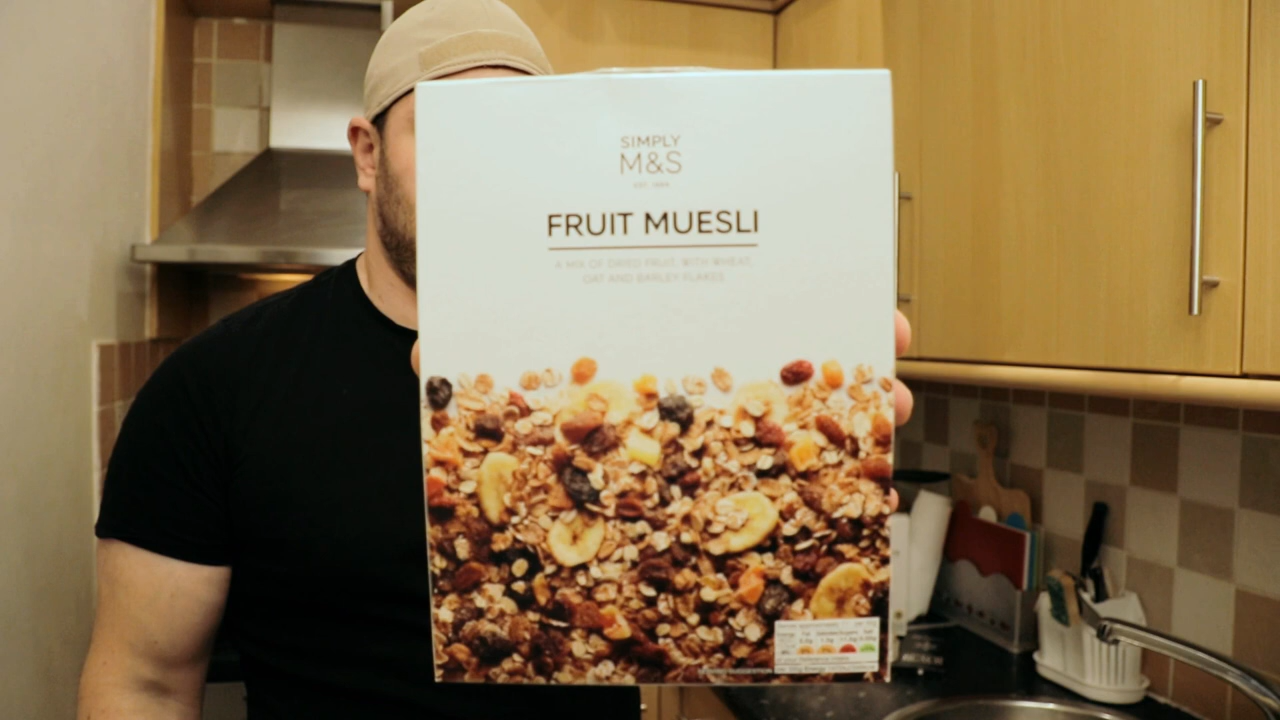 SIMPLY
M&S
EST. 1884
FRUIT MUESLI
A MIX OF DRIED FRUIT, WITH WHEAT,
OAT AND BARLEY FLAKES